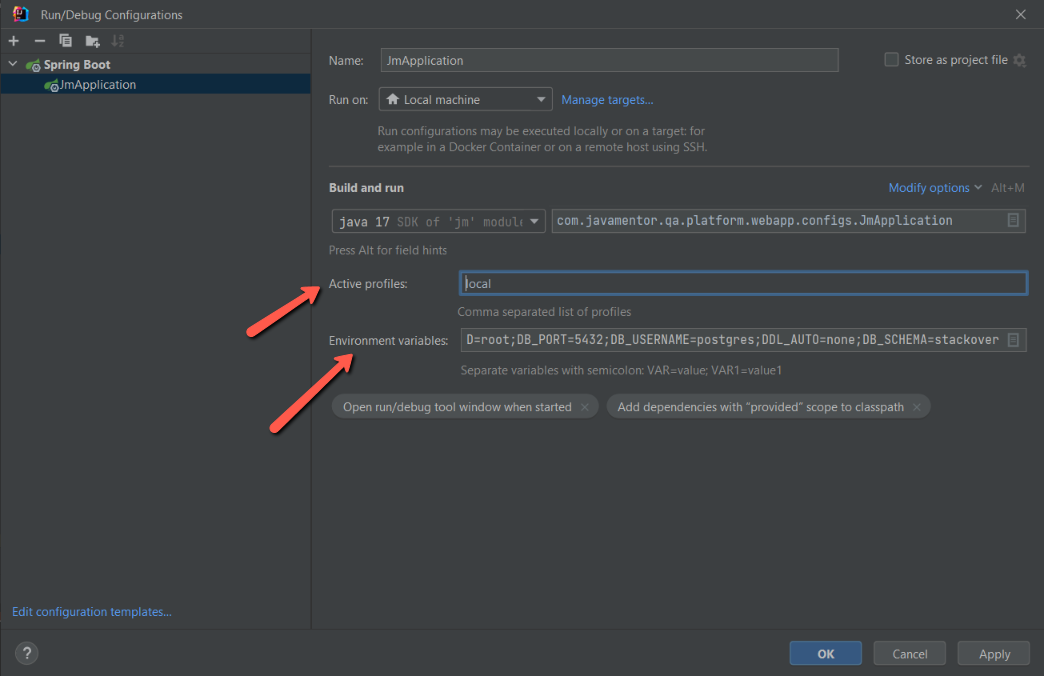 Run/Debug Configurations
Spring Boot
JmApplication
Name:
JmApplication
Store as project file
Run on:
Local machine
Manage targets...
Run configurations may be executed locally or on a target: for
example in a Docker Container or on a remote host using SSH.
Build and run
Modify options
Alt+M
java 17 SDK of 'jm' module
com.javamentor.qa.platform.webapp.configs.JmApplication
Press Alt for field hints
Active profiles:
local
Comma separated list of profiles
Environment variables:
D=root;DB_PORT=5432;DB_USERNAME=postgres;DDL_AUTO=none;DB_SCHEMA=stackover
Separate variables with semicolon: VAR=value; VAR1=value1
Open run/debug tool window when started
Add dependencies with “provided” scope to classpath
Edit configuration templates...
?
OK
Cancel
Apply